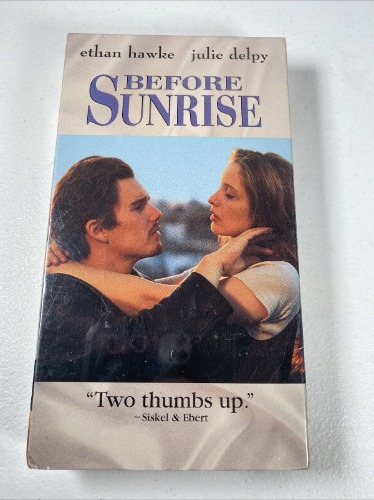 ethan hawke julie delpy
BEFORE
SUNRISE
“Two thumbs up.”
– Siskel & Ebert